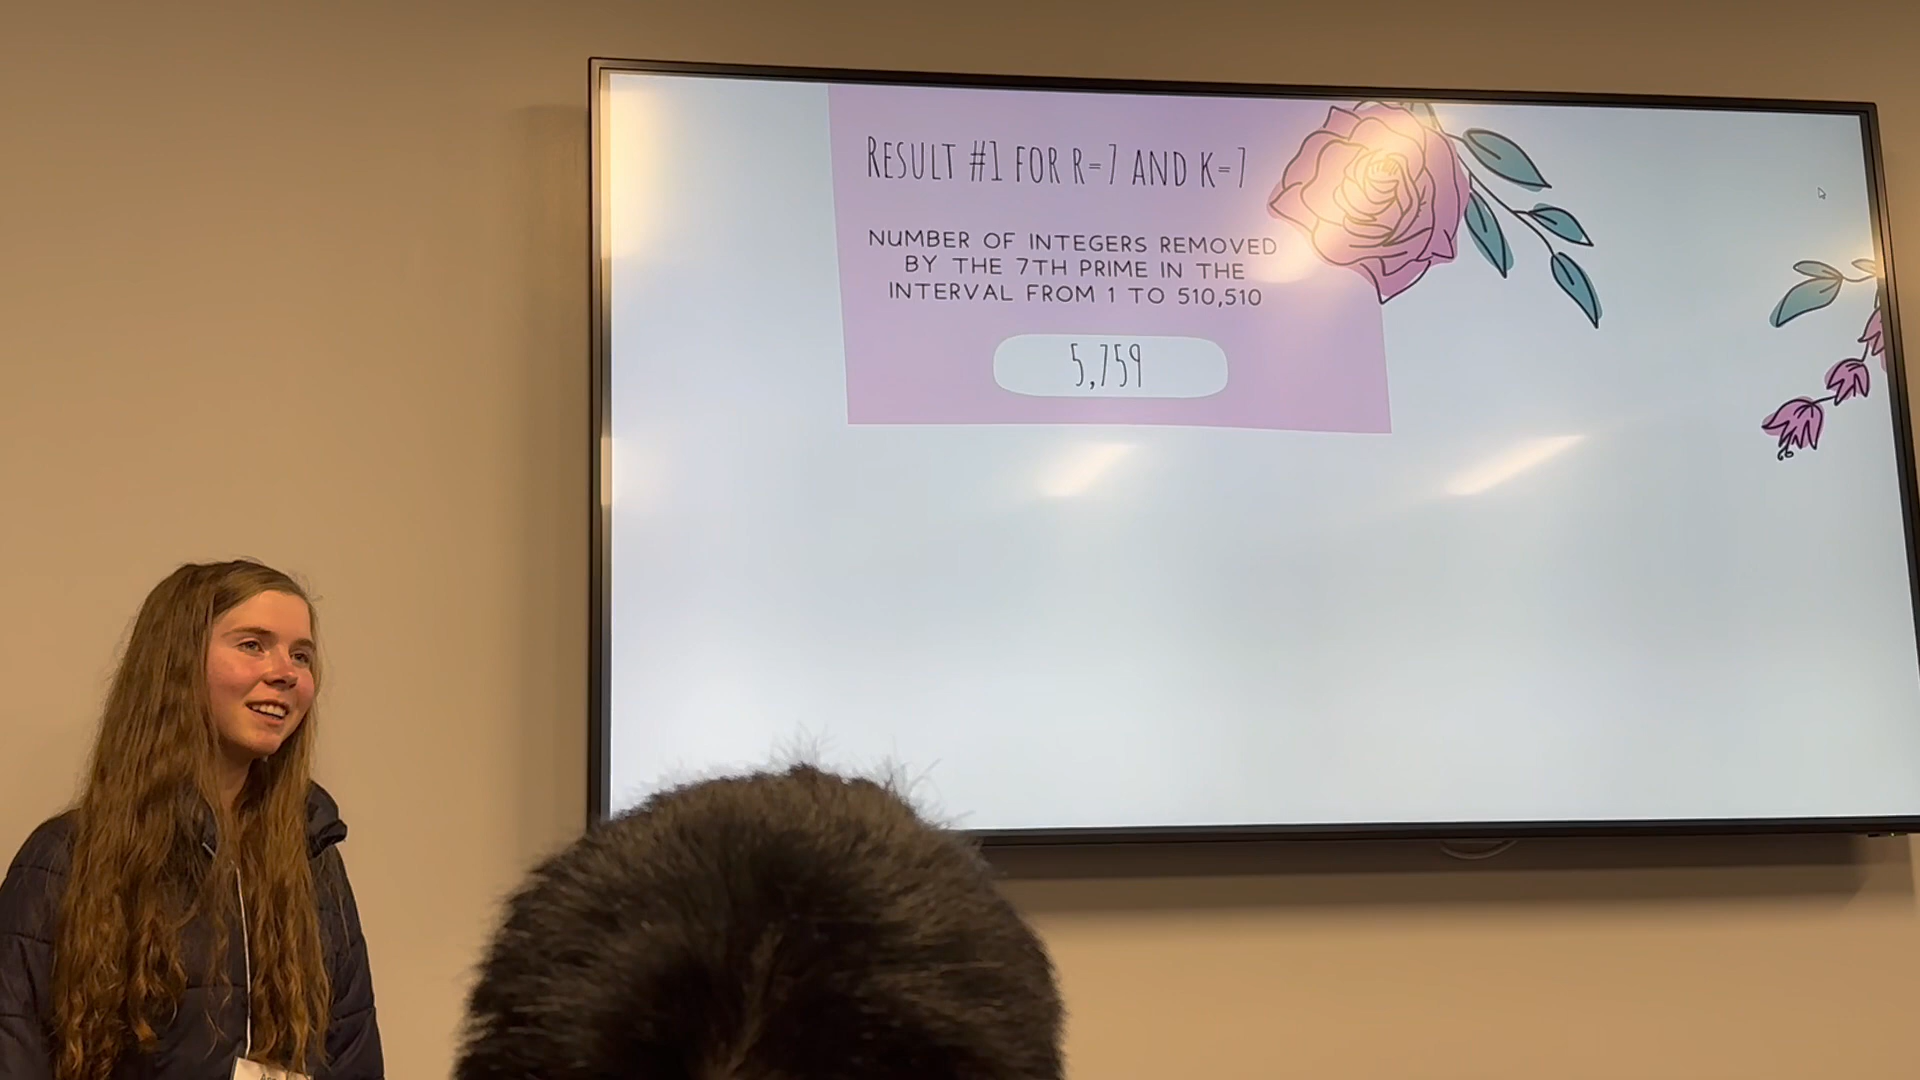 RESULT #1 FOR R=7 AND K=7
NUMBER OF INTEGERS REMOVED
BY THE 7TH PRIME IN THE
INTERVAL FROM 1 TO 510,510
5,759